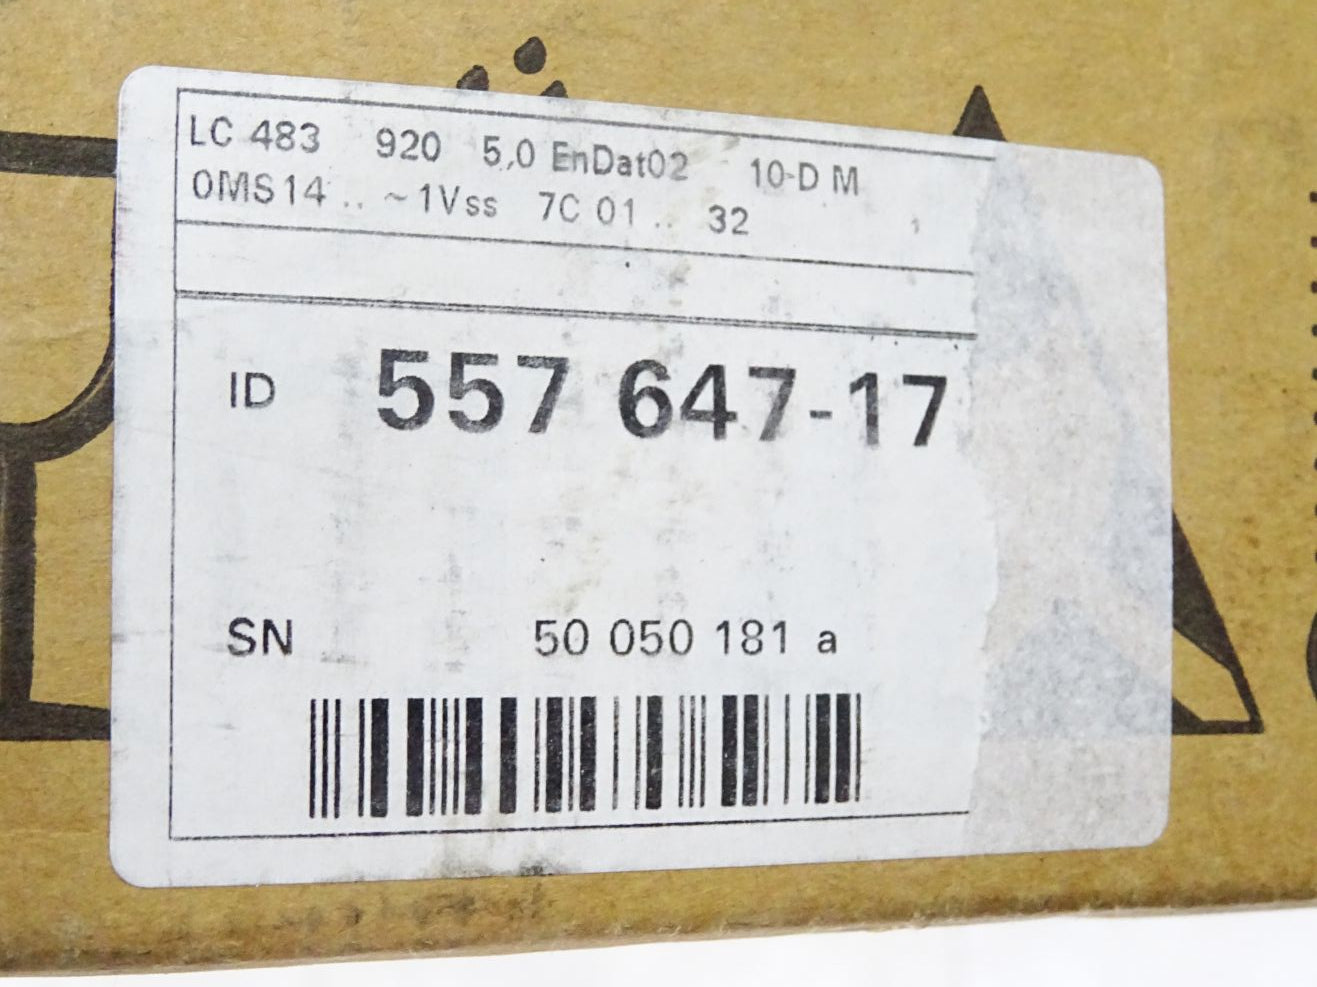 LC 483 920 5,0 EnDat02 10-D M
0MS14 .. ~1Vss 7C 01 .. 32 1
ID 557 647-17
SN 50 050 181 a